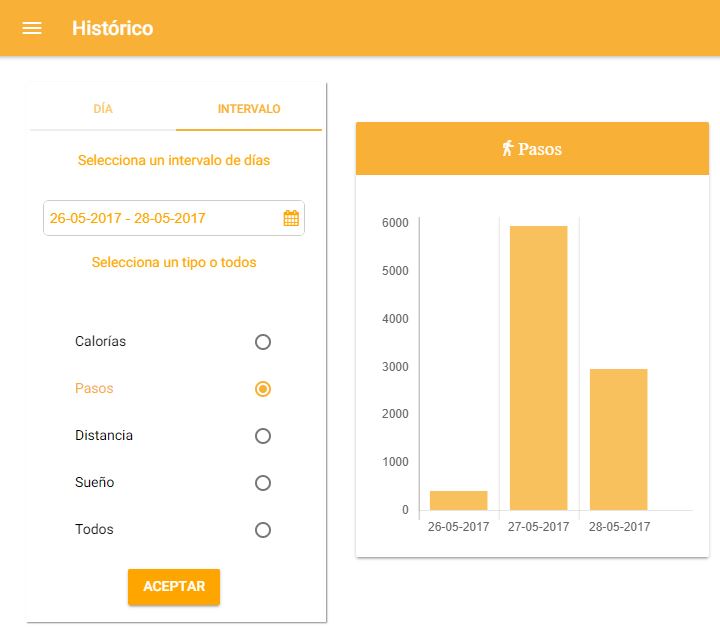 Histórico
DÍA INTERVALO
Selecciona un intervalo de días
26-05-2017 - 28-05-2017
Selecciona un tipo o todos
Calorías
Pasos
Distancia
Sueño
Todos
ACEPTAR
Pasos
6000
5000
4000
3000
2000
1000
0
26-05-2017 27-05-2017 28-05-2017